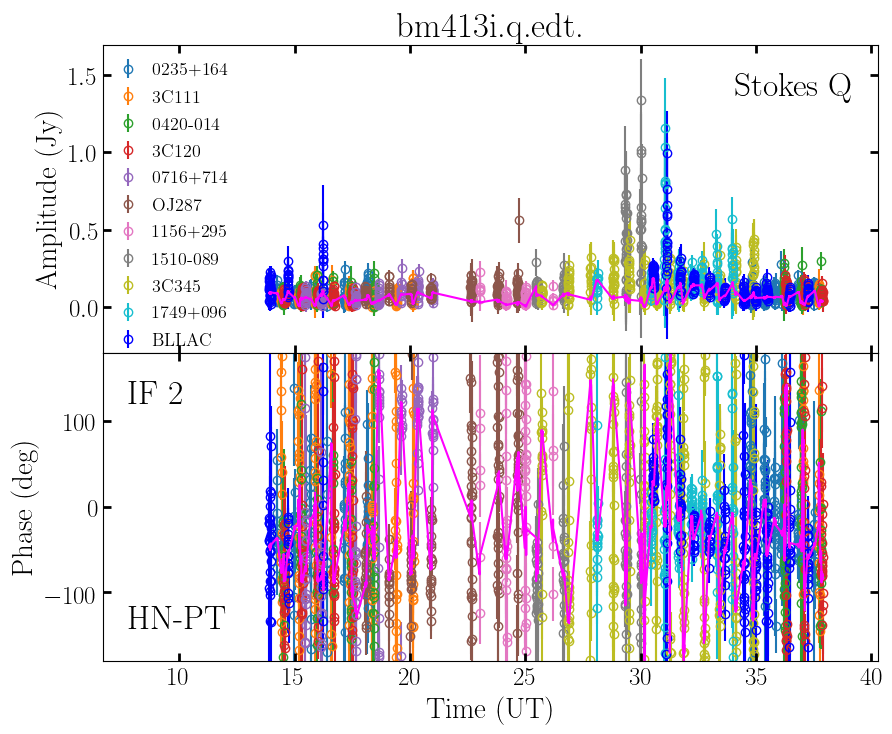 bm413i.q.edt.
Stokes Q
Amplitude (Jy)
1.5
1.0
0.5
0.0
0235+164
3C111
0420-014
3C120
0716+714
OJ287
1156+295
1510-089
3C345
1749+096
BLLAC
IF 2
HN-PT
Phase (deg)
100
0
−100
10 15 20 25 30 35 40
Time (UT)